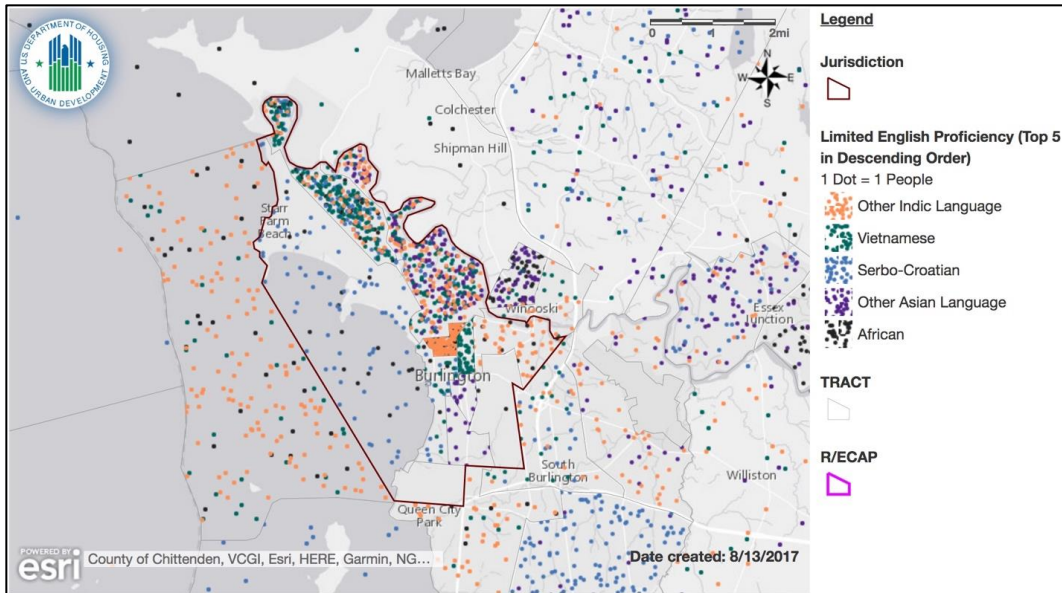 U.S. DEPARTMENT OF HOUSING
AND URBAN DEVELOPMENT
0 1 2mi
N
W E
S
Malletts Bay
Colchester
Shipman Hill
Starr
Farm
Beach
Winooski
Essex
Junction
Burlington
South
Burlington
Williston
Queen City
Park
POWERED BY
esri
County of Chittenden, VCGI, Esri, HERE, Garmin, NG...
Date created: 8/13/2017
Legend
Jurisdiction
Limited English Proficiency (Top 5
in Descending Order)
1 Dot = 1 People
Other Indic Language
Vietnamese
Serbo-Croatian
Other Asian Language
African
TRACT
R/ECAP